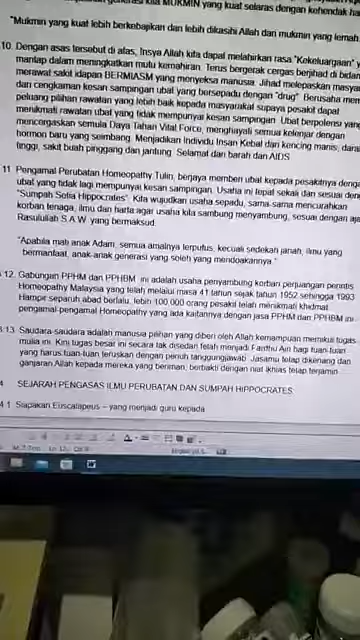 kita MUKMIN yang kuat selaras dengan kehendak
"Mukmin yang kuat lebih berkebajikan dan lebih dikasihi Allah dari mukmin yang lemah
10. Dengan asas tersebut di atas, Insya Allah kita dapat melahirkan rasa "Kekeluargaan"
mantap dalam meningkatkan mutu kemahiran. Terus bergerak cergas berjihad di bidan
merawat sakit idapan BERMIASM yang menyeksa manusia. Jihad melepaskan masya
dari cengkaman kesan sampingan ubat yang bersepadu dengan "drug". Berusaha mem
peluang pilihan rawatan yang lebih baik kepada masyarakat supaya pesakit dapat
menikmati rawatan ubat yang tidak mempunyai kesan sampingan. Ubat berpotensi yang
mencergaskan semula Daya Tahan Vital Force, menghayati semula kelenjar dengan
hormon baru yang seimbang. Menjadikan Individu Insan Kebal dari kencing manis, dara
tinggi, sakit buah pinggang dan jantung. Selamat dari barah dan AIDS.
11. Pengamal Perubatan Homeopathy Tulin, berjaya memberi ubat kepada pesakitnya denga
ubat yang tidak lagi mempunyai kesan sampingan. Usaha ini tepat sekali dan sesuai den
"Sumpah Setia Hippocrates". Kita wujudkan usaha sepadu, sama-sama mencurahkan
korban tenaga, ilmu dan harta agar usaha kita sambung menyambung, sesuai dengan aja
Rasulullah S.A.W. yang bermaksud:
"Apabila mati anak Adam, semua amalnya terputus, kecuali sedekah jariah, ilmu yang
bermanfaat, anak-anak generasi yang soleh yang mendoakannya."
12. Gabungan PPHM dan PPHBM ini adalah usaha penyambung korban perjuangan perintis
Homeopathy Malaysia yang telah melalui masa 41 tahun sejak tahun 1952 sehingga 1993.
Hampir separuh abad berlalu, lebih 100,000 orang pesakit telah menikmati khidmat
pengamal-pengamal Homeopathy yang ada kaitannya dengan jasa PPHM dan PPHBM ini.
13. Saudara-saudara adalah manusia pilihan yang diberi oleh Allah kemampuan memikul tugas
mulia ini. Kini tugas besar ini secara tak disedari telah menjadi Fardhu Ain bagi tuan-tuan
yang harus tuan-tuan teruskan dengan penuh tanggungjawab. Jasamu tetap dikenang dan
ganjaran Allah kepada mereka yang beriman, berbakti dengan niat ikhlas tetap terjamin.
4 SEJARAH PENGASAS ILMU PERUBATAN DAN SUMPAH HIPPOCRATES
4.1 Siapakah – yang menjadi guru kepada